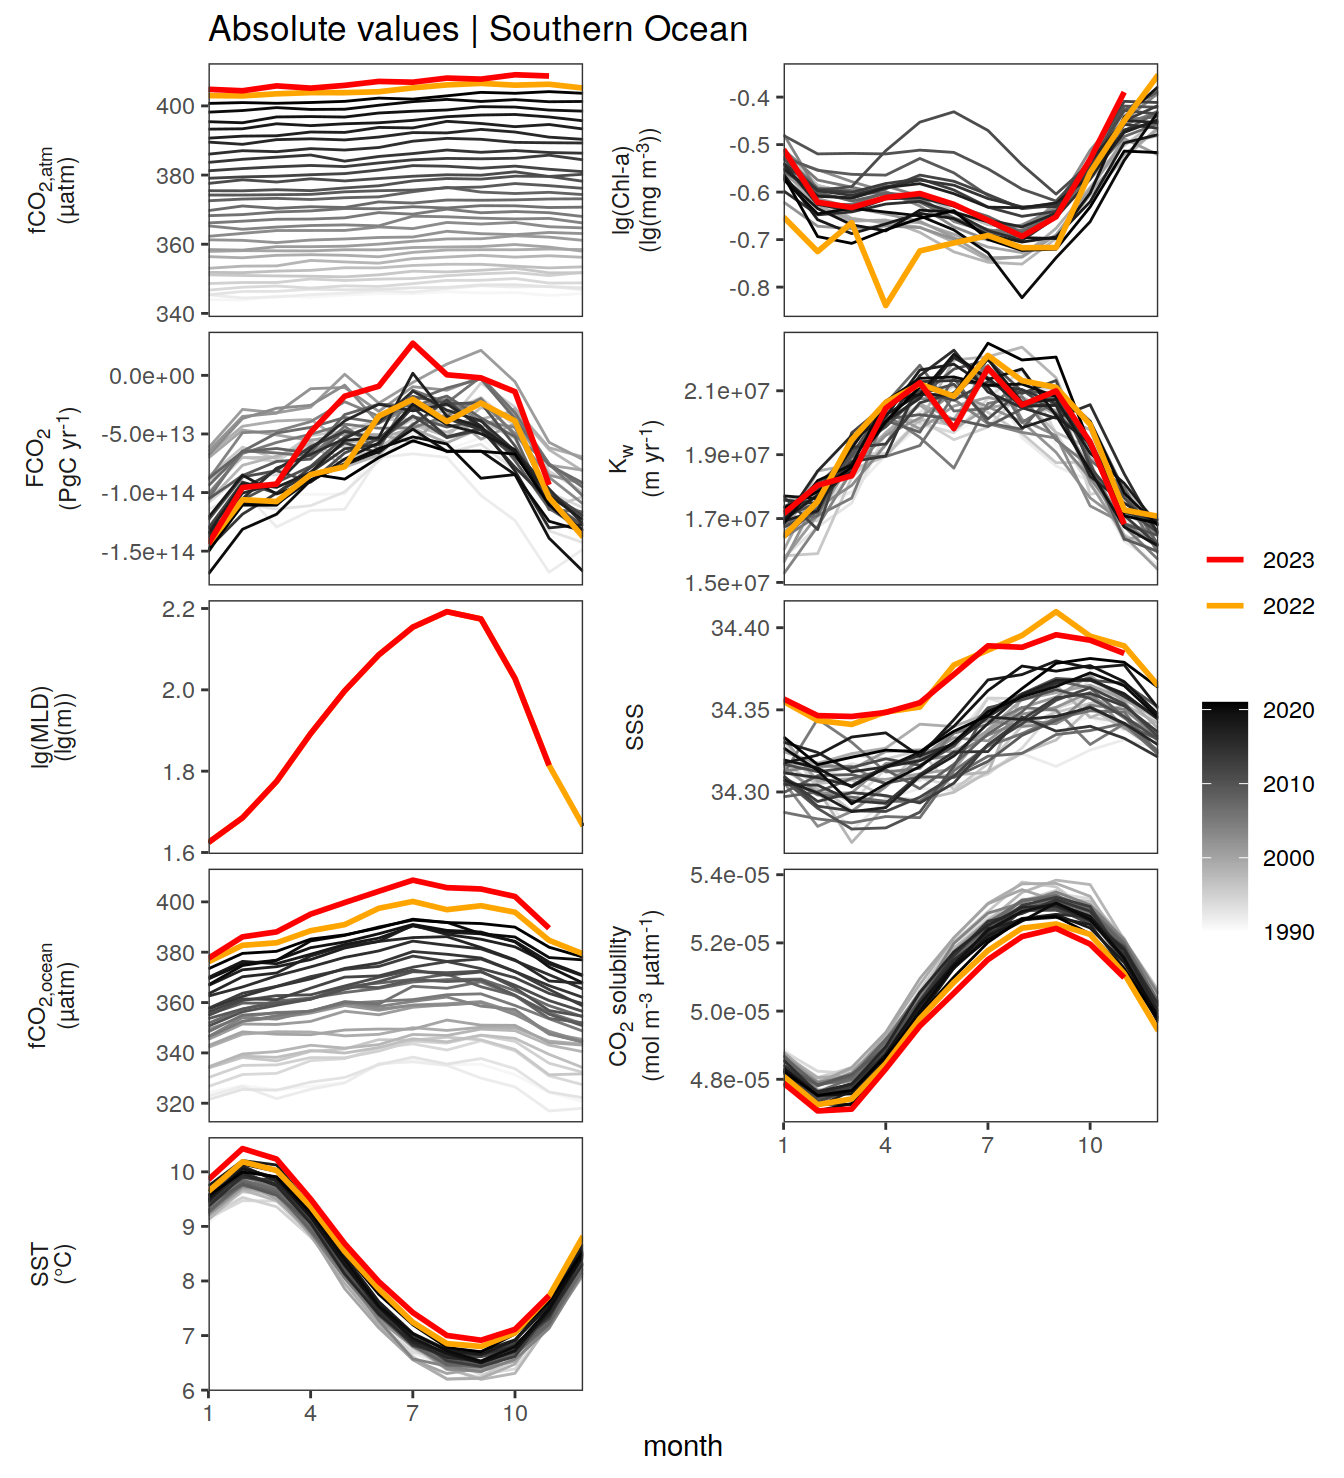 Absolute values | Southern Ocean
fCO2,atm
(µatm)
400
380
360
340
lg(Chl-a)
(lg(mg m-3))
-0.4
-0.5
-0.6
-0.7
-0.8
FCO2
(PgC yr-1)
0.0e+00
-5.0e+13
-1.0e+14
-1.5e+14
Kw
(m yr-1)
2.1e+07
1.9e+07
1.7e+07
1.5e+07
lg(MLD)
(lg(m))
2.2
2.0
1.8
1.6
SSS
34.40
34.35
34.30
fCO2,ocean
(µatm)
400
380
360
340
320
CO2 solubility
(mol m-3 µatm-1)
5.4e-05
5.2e-05
5.0e-05
4.8e-05
1 4 7 10
SST
(°C)
10
9
8
7
6
1 4 7 10
month
2023
2022
2020
2010
2000
1990